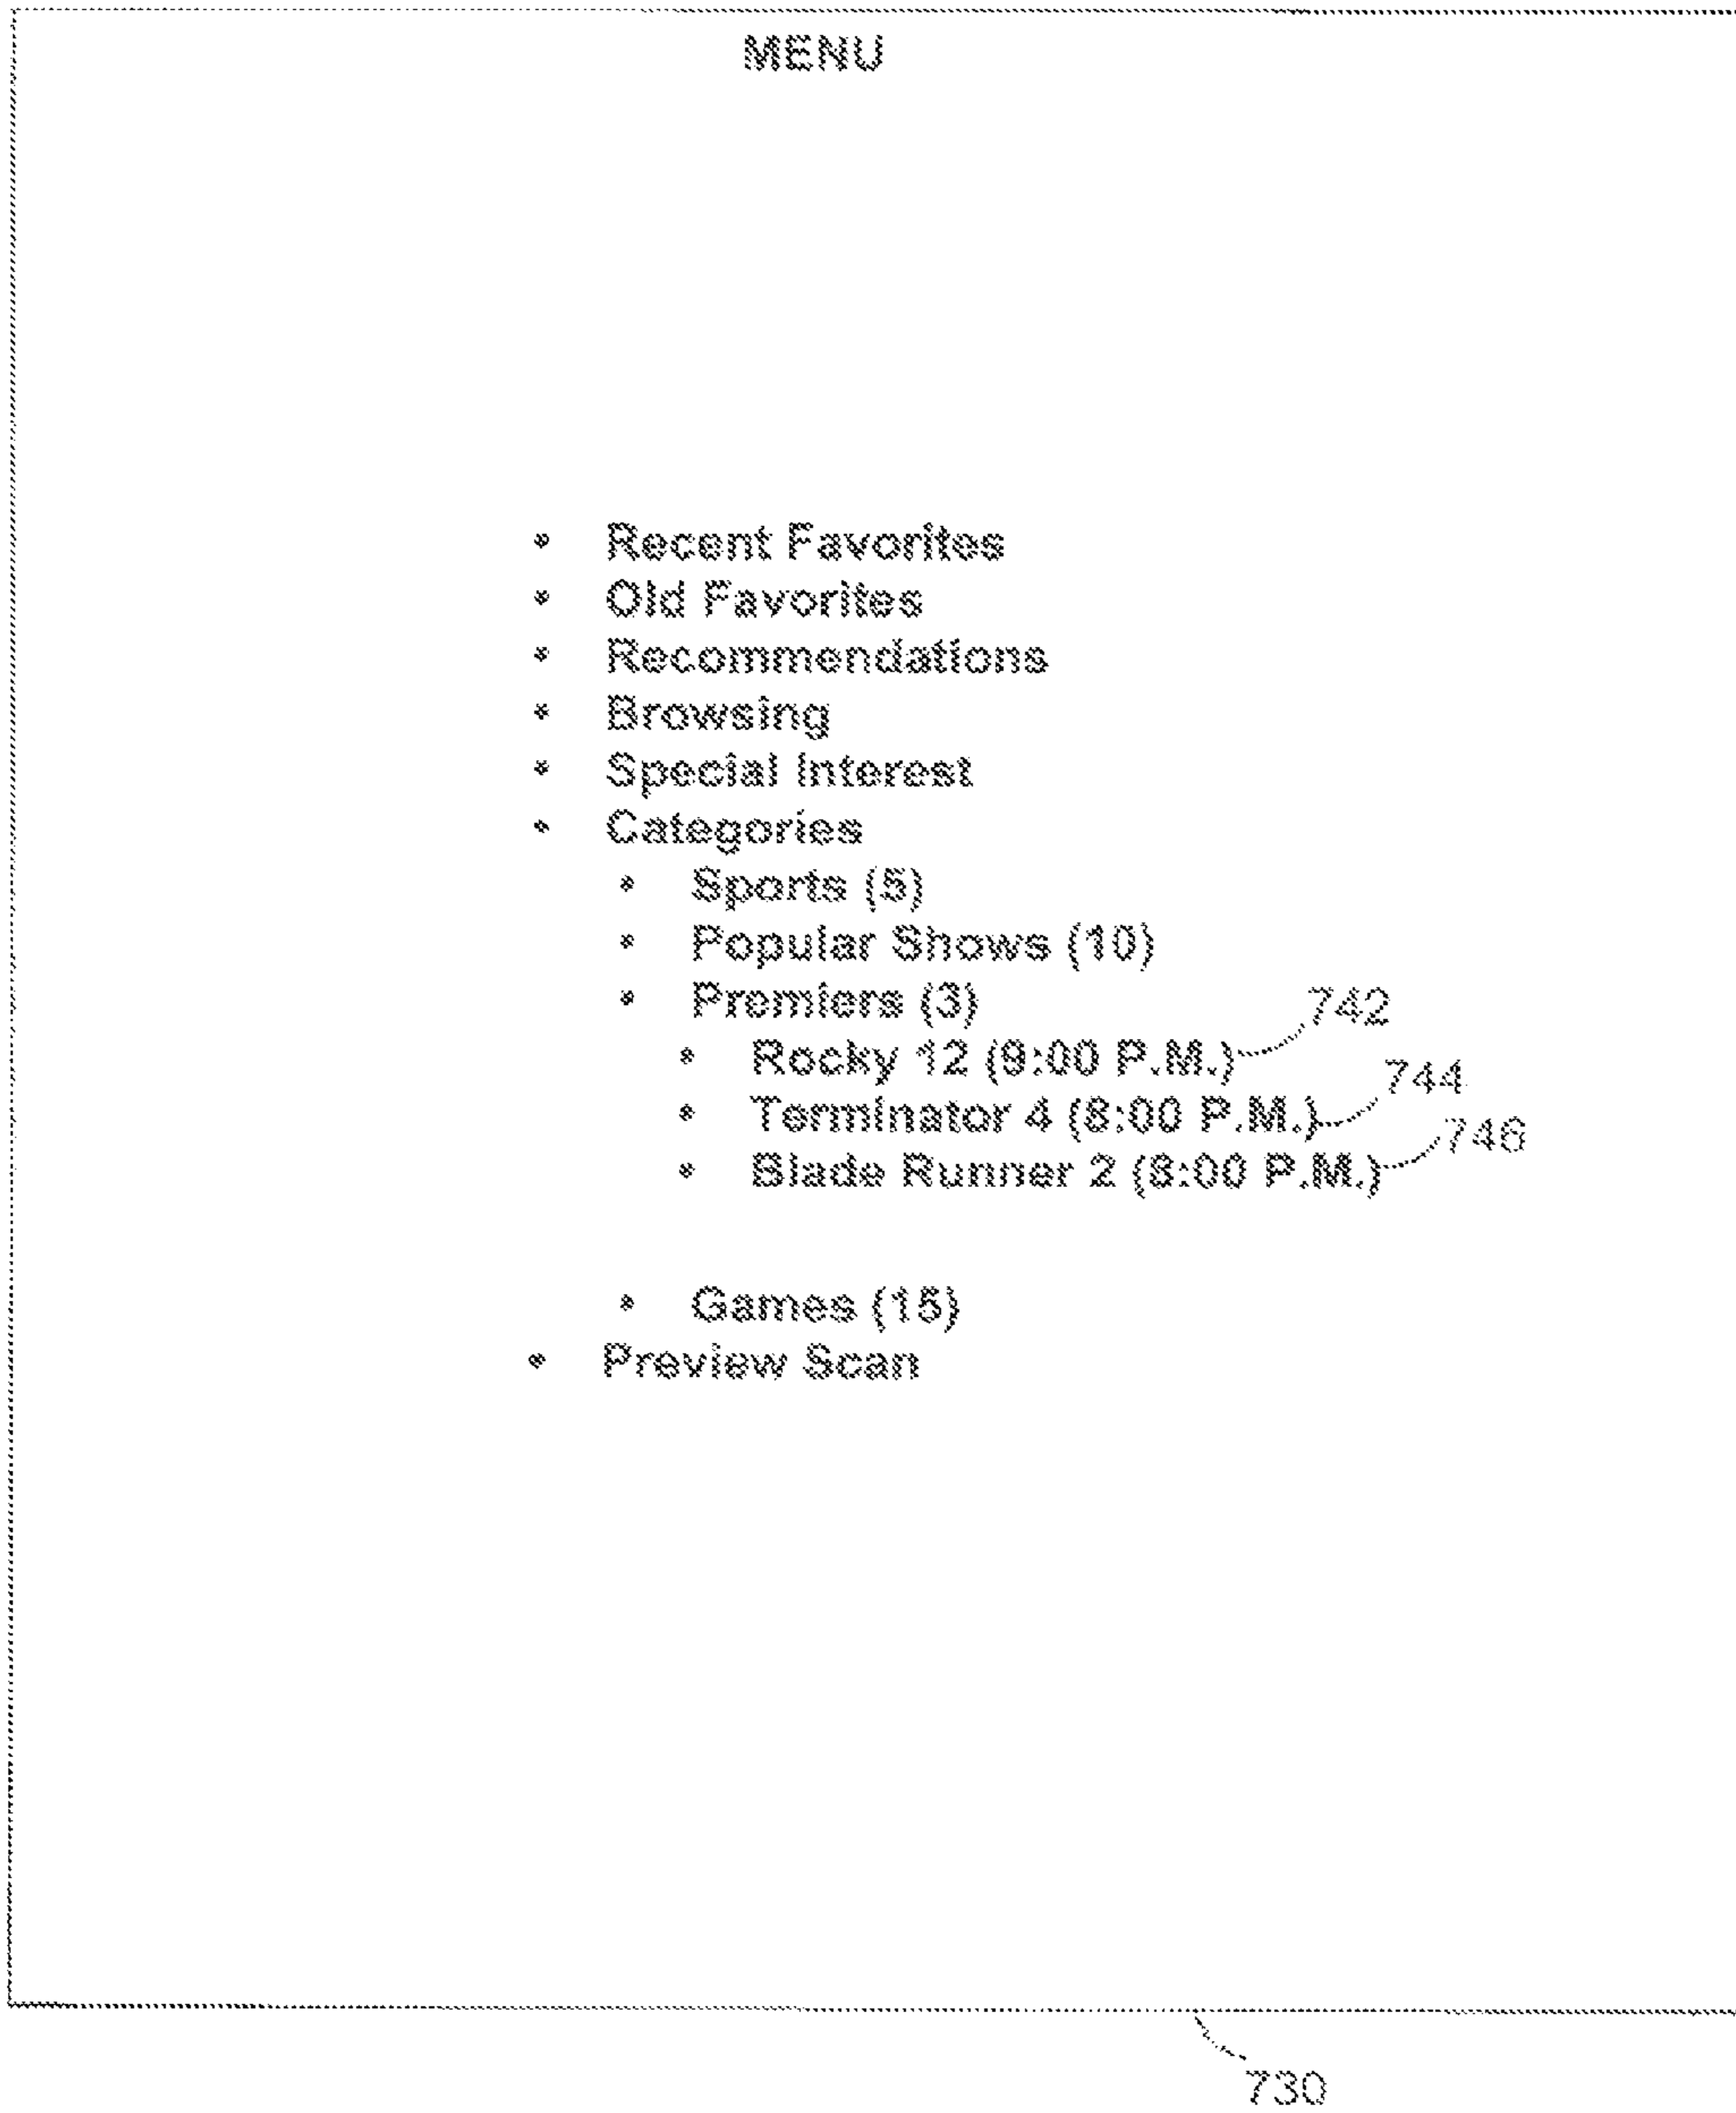 MENU
• Recent Favorites
• Old Favorites
• Recommendations
• Browsing
• Special Interest
• Categories
• Sports (5)
• Popular Shows (10)
• Premiers (3)
742
• Rocky 12 (9:00 P.M.)
744
• Terminator 4 (8:00 P.M.)
746
• Blade Runner 2 (8:00 P.M.)
• Games (15)
• Preview Scan
730